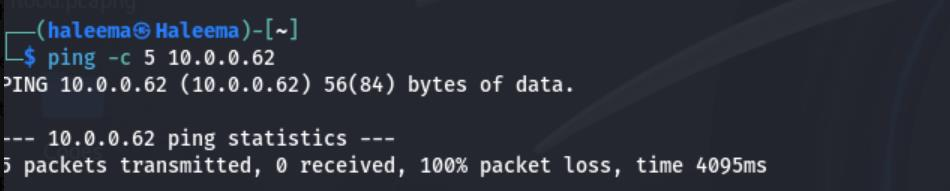 ┌──(haleema㉿Haleema)-[~]
└─$ ping -c 5 10.0.0.62
PING 10.0.0.62 (10.0.0.62) 56(84) bytes of data.
--- 10.0.0.62 ping statistics ---
5 packets transmitted, 0 received, 100% packet loss, time 4095ms